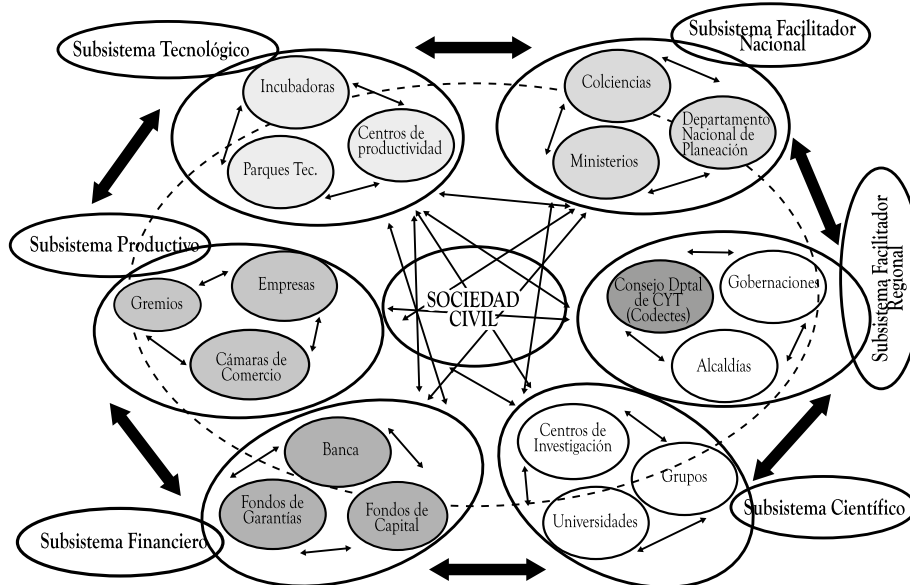 Subsistema Tecnológico
Incubadoras
Centros de
productividad
Parques Tec.
Subsistema Facilitador
Nacional
Colciencias
Departamento
Nacional de
Planeación
Ministerios
Subsistema Productivo
Gremios
Empresas
Cámaras de
Comercio
SOCIEDAD
CIVIL
Subsistema Facilitador
Regional
Consejo Dptal
de CYT
(Codectes)
Gobernaciones
Alcaldías
Subsistema Financiero
Banca
Fondos de
Garantías
Fondos de
Capital
Centros de
Investigación
Grupos
Universidades
Subsistema Científico